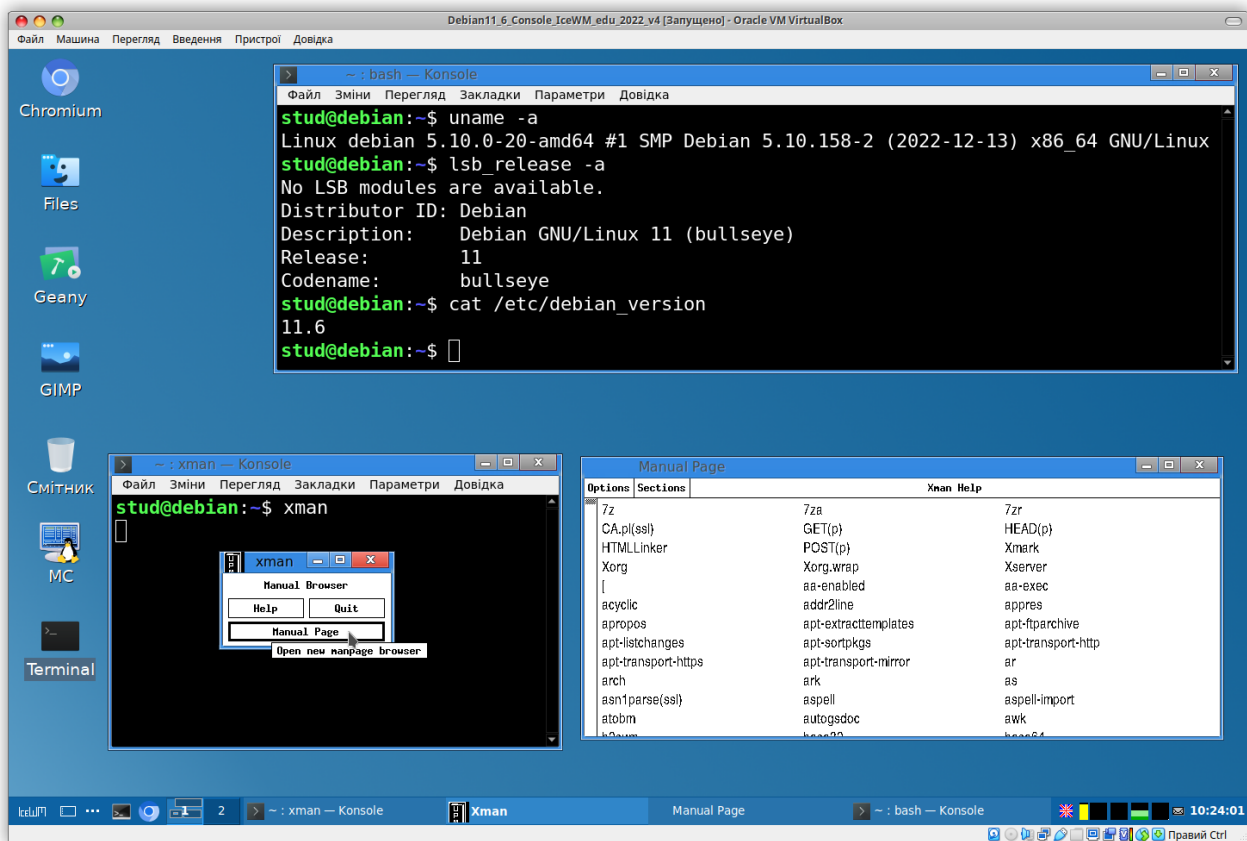 Debian11_6_Console_IceWM_edu_2022_v4 [Запущено] - Oracle VM VirtualBox
Файл Машина Перегляд Введення Пристрої Довідка
Chromium
Files
Geany
GIMP
Смітник
MC
Terminal
~ : bash — Konsole
Файл Зміни Перегляд Закладки Параметри Довідка
stud@debian:~$ uname -a
Linux debian 5.10.0-20-amd64 #1 SMP Debian 5.10.158-2 (2022-12-13) x86_64 GNU/Linux
stud@debian:~$ lsb_release -a
No LSB modules are available.
Distributor ID: Debian
Description: Debian GNU/Linux 11 (bullseye)
Release: 11
Codename: bullseye
stud@debian:~$ cat /etc/debian_version
11.6
stud@debian:~$
~ : xman — Konsole
Файл Зміни Перегляд Закладки Параметри Довідка
stud@debian:~$ xman
xman
Manual Browser
Help Quit
Manual Page
Open new manpage browser
Manual Page
Options Sections Xman Help
7z 7za 7zr
CA.pl(ssl) GET(p) HEAD(p)
HTMLLinker POST(p) Xmark
Xorg Xorg.wrap Xserver
[ aa-enabled aa-exec
acyclic addr2line appres
apropos apt-extracttemplates apt-ftparchive
apt-listchanges apt-sortpkgs apt-transport-http
apt-transport-https apt-transport-mirror ar
arch ark as
asn1parse(ssl) aspell aspell-import
atobm autogsdoc awk
IceWM 1 2 ~ : xman — Konsole Xman Manual Page ~ : bash — Konsole 10:24:01
Правий Ctrl